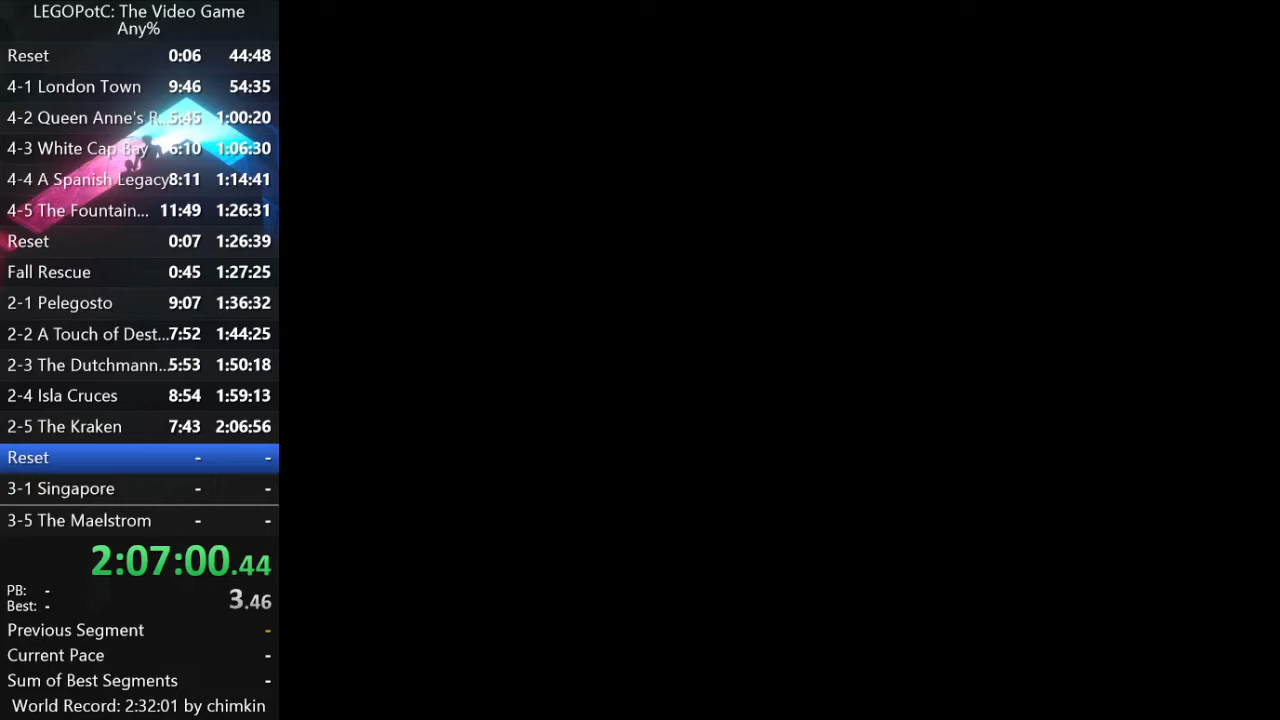 LEGOPotC: The Video Game
Any%
Reset 0:06 44:48
4-1 London Town 9:46 54:35
4-2 Queen Anne's R... 5:45 1:00:20
4-3 White Cap Bay 6:10 1:06:30
4-4 A Spanish Legacy 8:11 1:14:41
4-5 The Fountain... 11:49 1:26:31
Reset 0:07 1:26:39
Fall Rescue 0:45 1:27:25
2-1 Pelegosto 9:07 1:36:32
2-2 A Touch of Dest... 7:52 1:44:25
2-3 The Dutchmann... 5:53 1:50:18
2-4 Isla Cruces 8:54 1:59:13
2-5 The Kraken 7:43 2:06:56
Reset - -
3-1 Singapore - -
3-5 The Maelstrom - -
2:07:00.44
PB: -
Best: -
3.46
Previous Segment -
Current Pace -
Sum of Best Segments -
World Record: 2:32:01 by chimkin